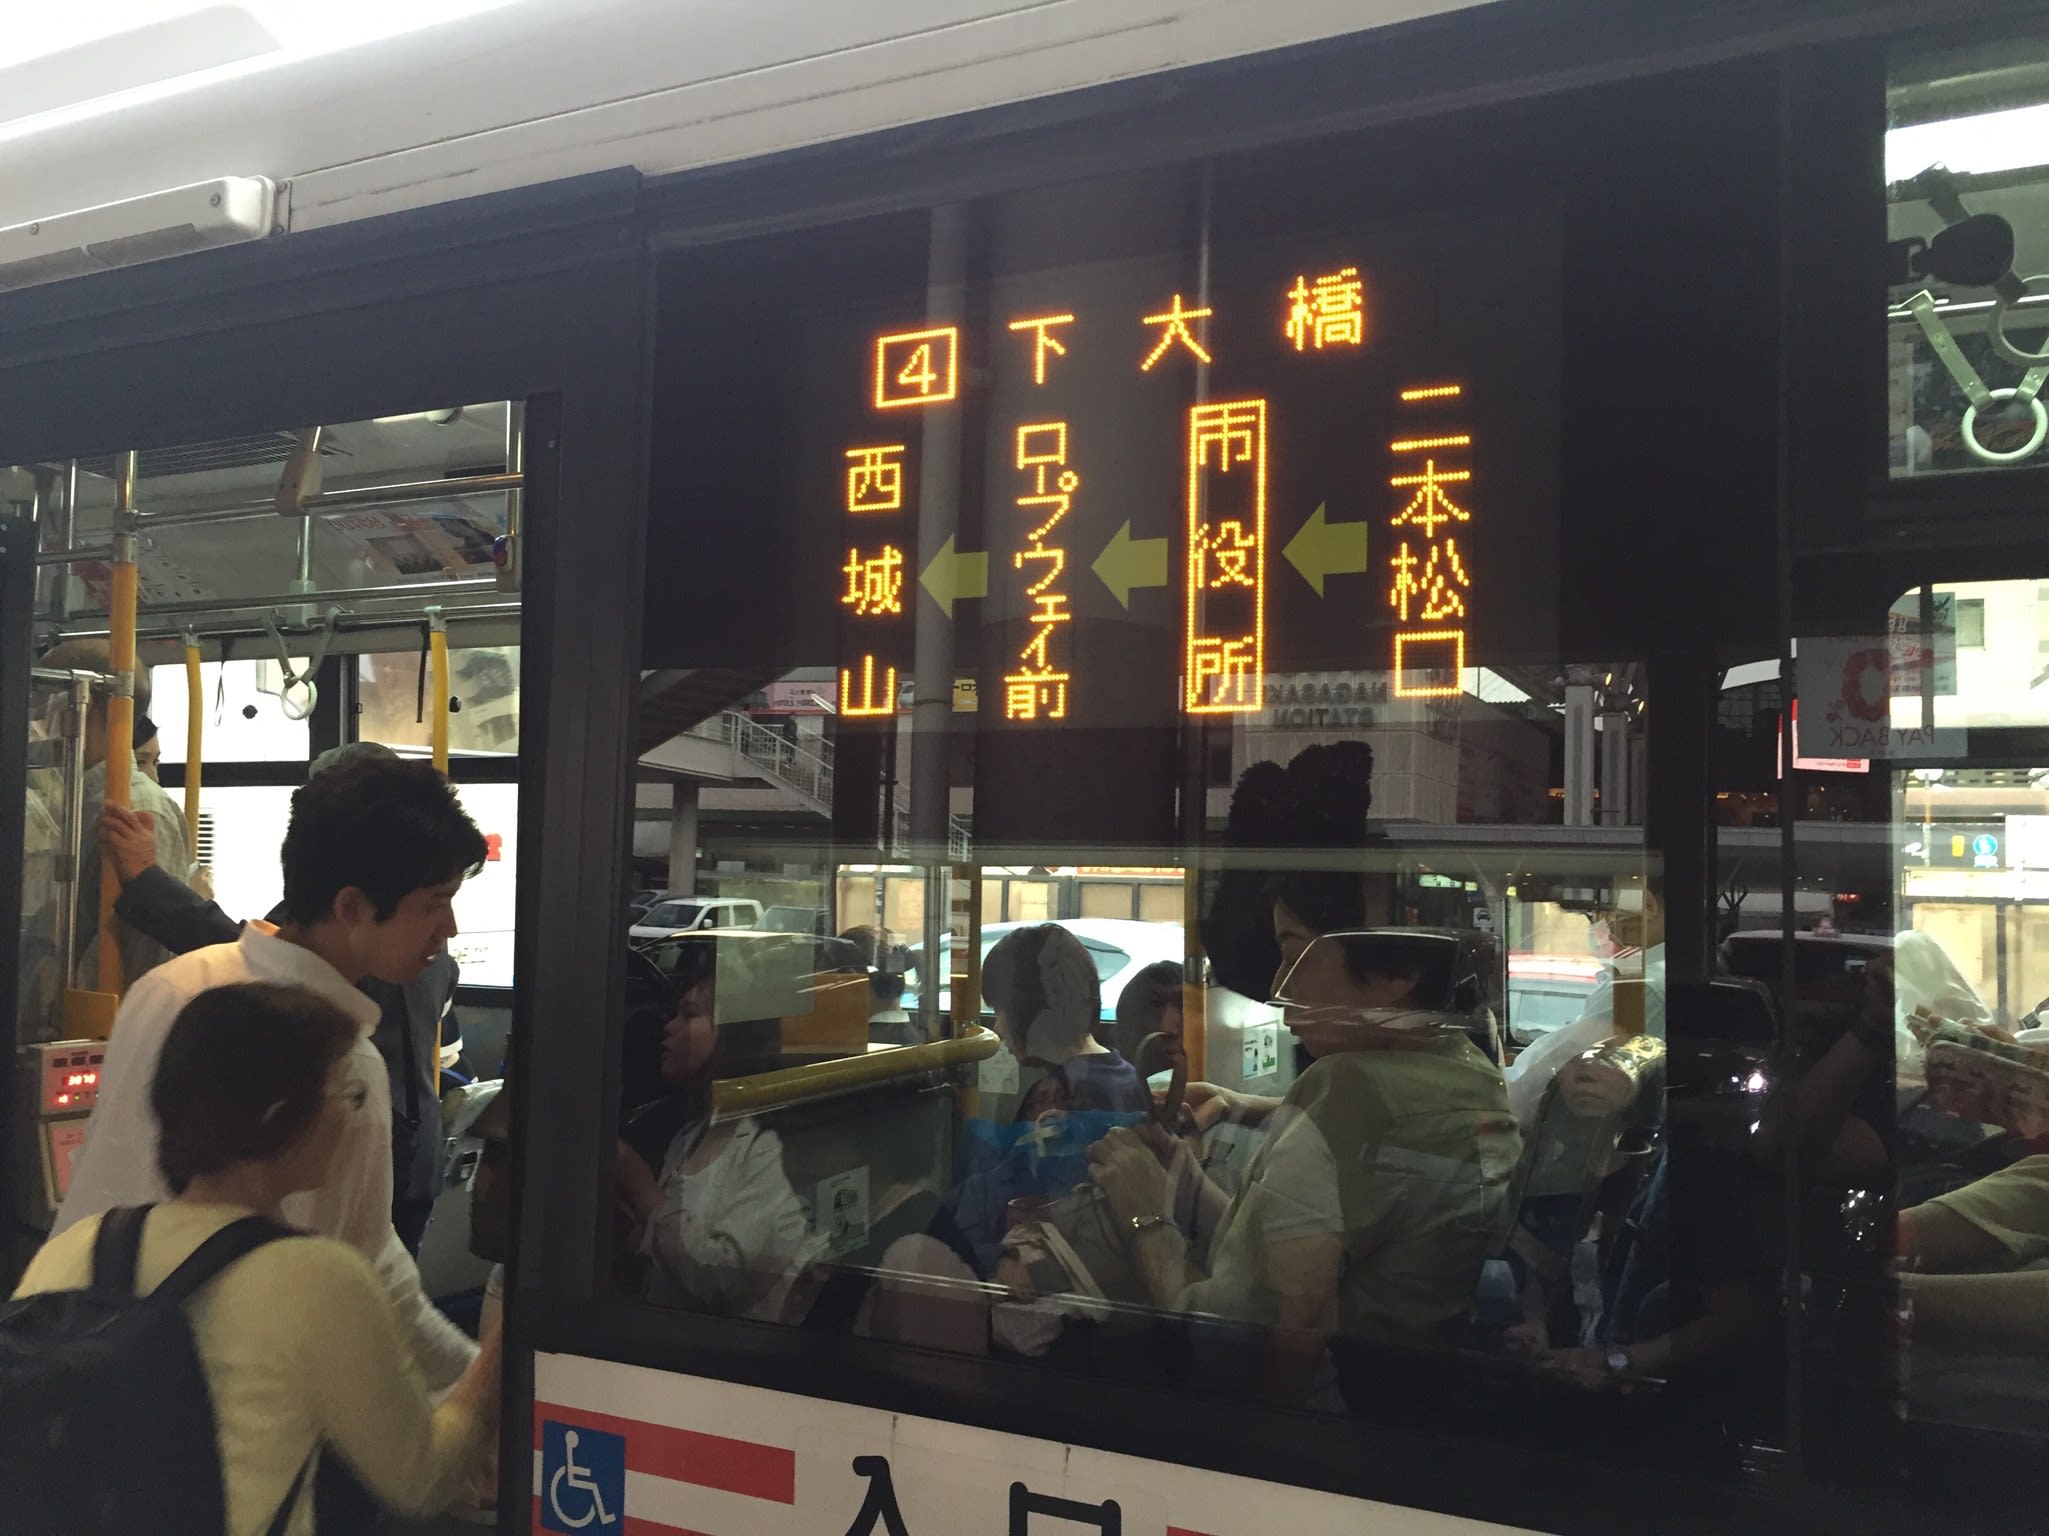 4 下大橋
二本松口
市役所
ロープウェイ前
西城山
NAGASAKI
STATION
PAY BACK
入口